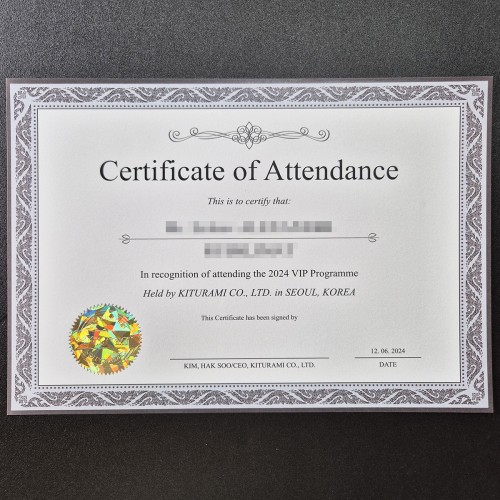 Certificate of Attendance
This is to certify that:
In recognition of attending the 2024 VIP Programme
Held by KITURAMI CO., LTD. in SEOUL, KOREA
This Certificate has been signed by
12. 06. 2024
KIM, HAK SOO/CEO, KITURAMI CO., LTD.
DATE